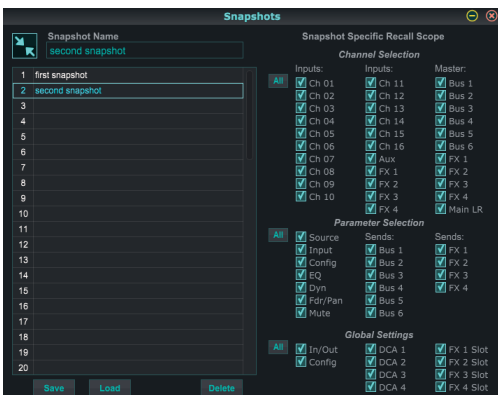 Snapshots
Snapshot Name
second snapshot
1 first snapshot
2 second snapshot
3
4
5
6
7
8
9
10
11
12
13
14
15
16
17
18
19
20
Save Load Delete
Snapshot Specific Recall Scope
Channel Selection
All
Inputs: Inputs: Master:
Ch 01 Ch 11 Bus 1
Ch 02 Ch 12 Bus 2
Ch 03 Ch 13 Bus 3
Ch 04 Ch 14 Bus 4
Ch 05 Ch 15 Bus 5
Ch 06 Ch 16 Bus 6
Ch 07 Aux FX 1
Ch 08 FX 1 FX 2
Ch 09 FX 2 FX 3
Ch 10 FX 3 FX 4
FX 4 Main LR
Parameter Selection
All
Source Sends: Sends:
Input Bus 1 FX 1
Config Bus 2 FX 2
EQ Bus 3 FX 3
Dyn Bus 4 FX 4
Fdr/Pan Bus 5
Mute Bus 6
Global Settings
All
In/Out DCA 1 FX 1 Slot
Config DCA 2 FX 2 Slot
DCA 3 FX 3 Slot
DCA 4 FX 4 Slot